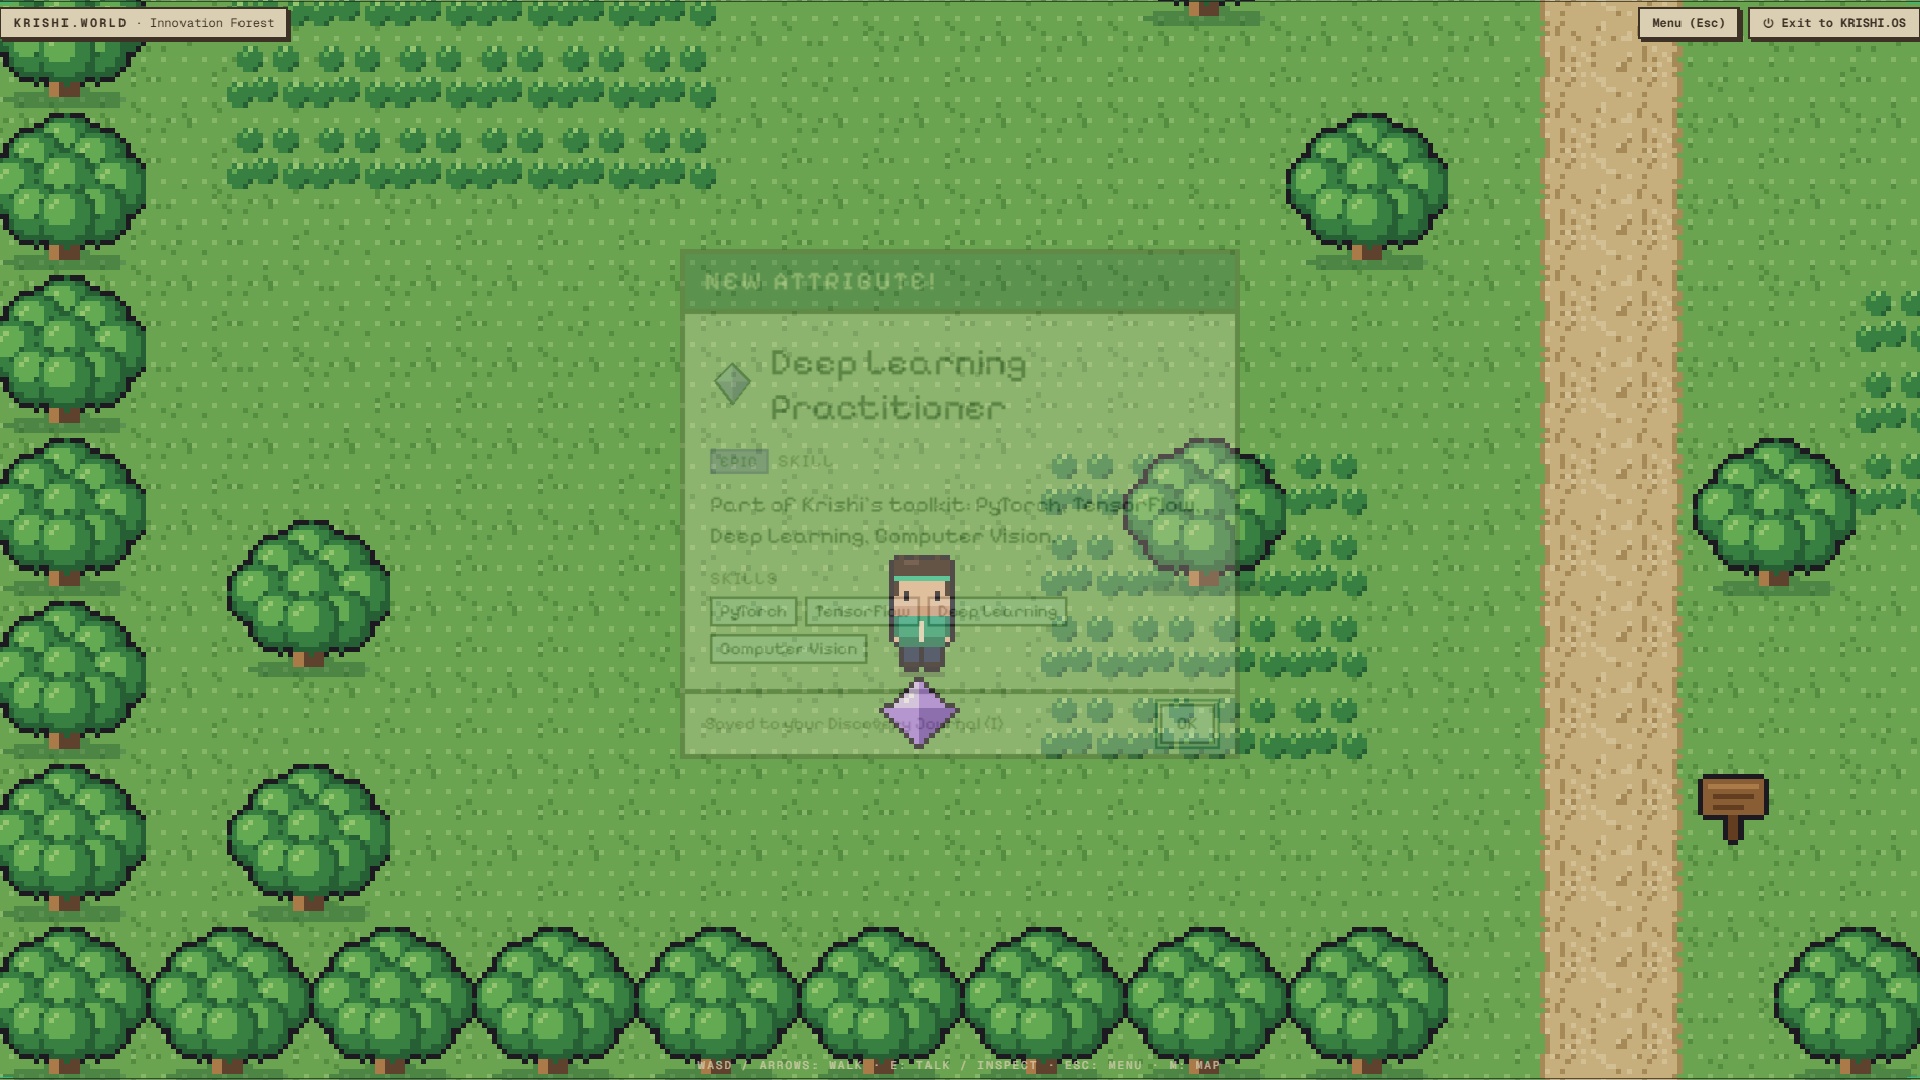 KRISHI.WORLD · Innovation Forest
Menu (Esc)
Exit to KRISHI.OS
NEW ATTRIBUTE!
Deep Learning
Practitioner
EPIC SKILL
Part of Krishi's toolkit: PyTorch, TensorFlow,
Deep Learning, Computer Vision.
SKILLS
PyTorch TensorFlow Deep Learning
Computer Vision
Saved to your Discovery Journal (I)
OK
WASD / ARROWS: WALK · E: TALK / INSPECT · ESC: MENU · M: MAP